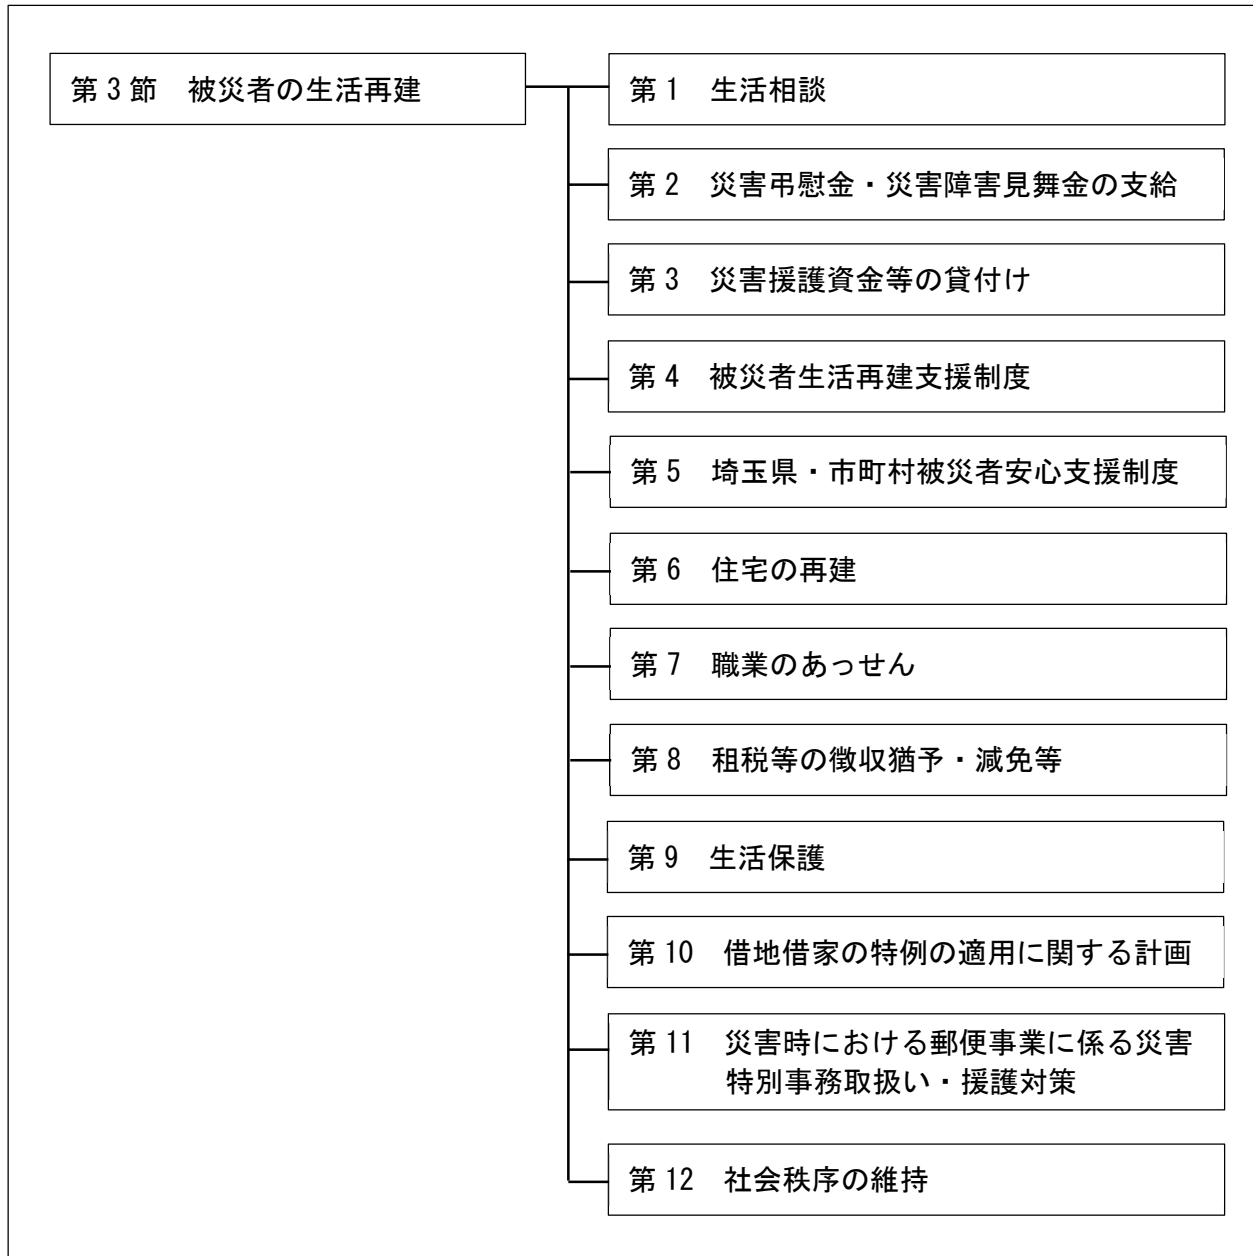 第3節　被災者の生活再建
第1　生活相談
第2　災害弔慰金・災害障害見舞金の支給
第3　災害援護資金等の貸付け
第4　被災者生活再建支援制度
第5　埼玉県・市町村被災者安心支援制度
第6　住宅の再建
第7　職業のあっせん
第8　租税等の徴収猶予・減免等
第9　生活保護
第10　借地借家の特例の適用に関する計画
第11　災害時における郵便事業に係る災害
特別事務取扱い・援護対策
第12　社会秩序の維持